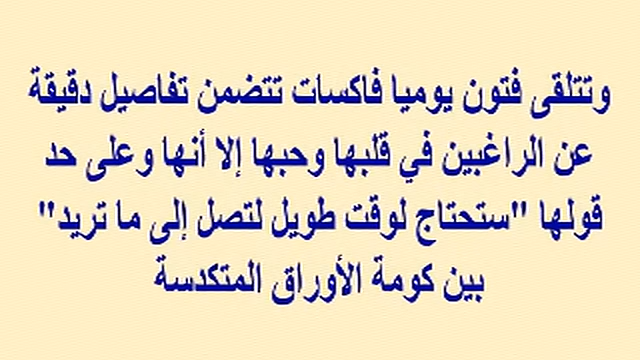 وتتلقى فتون يوميا فاكسات تتضمن تفاصيل دقيقة
عن الراغبين في قلبها وحبها إلا أنها وعلى حد
قولها "ستحتاج لوقت طويل لتصل إلى ما تريد"
بين كومة الأوراق المتكدسة